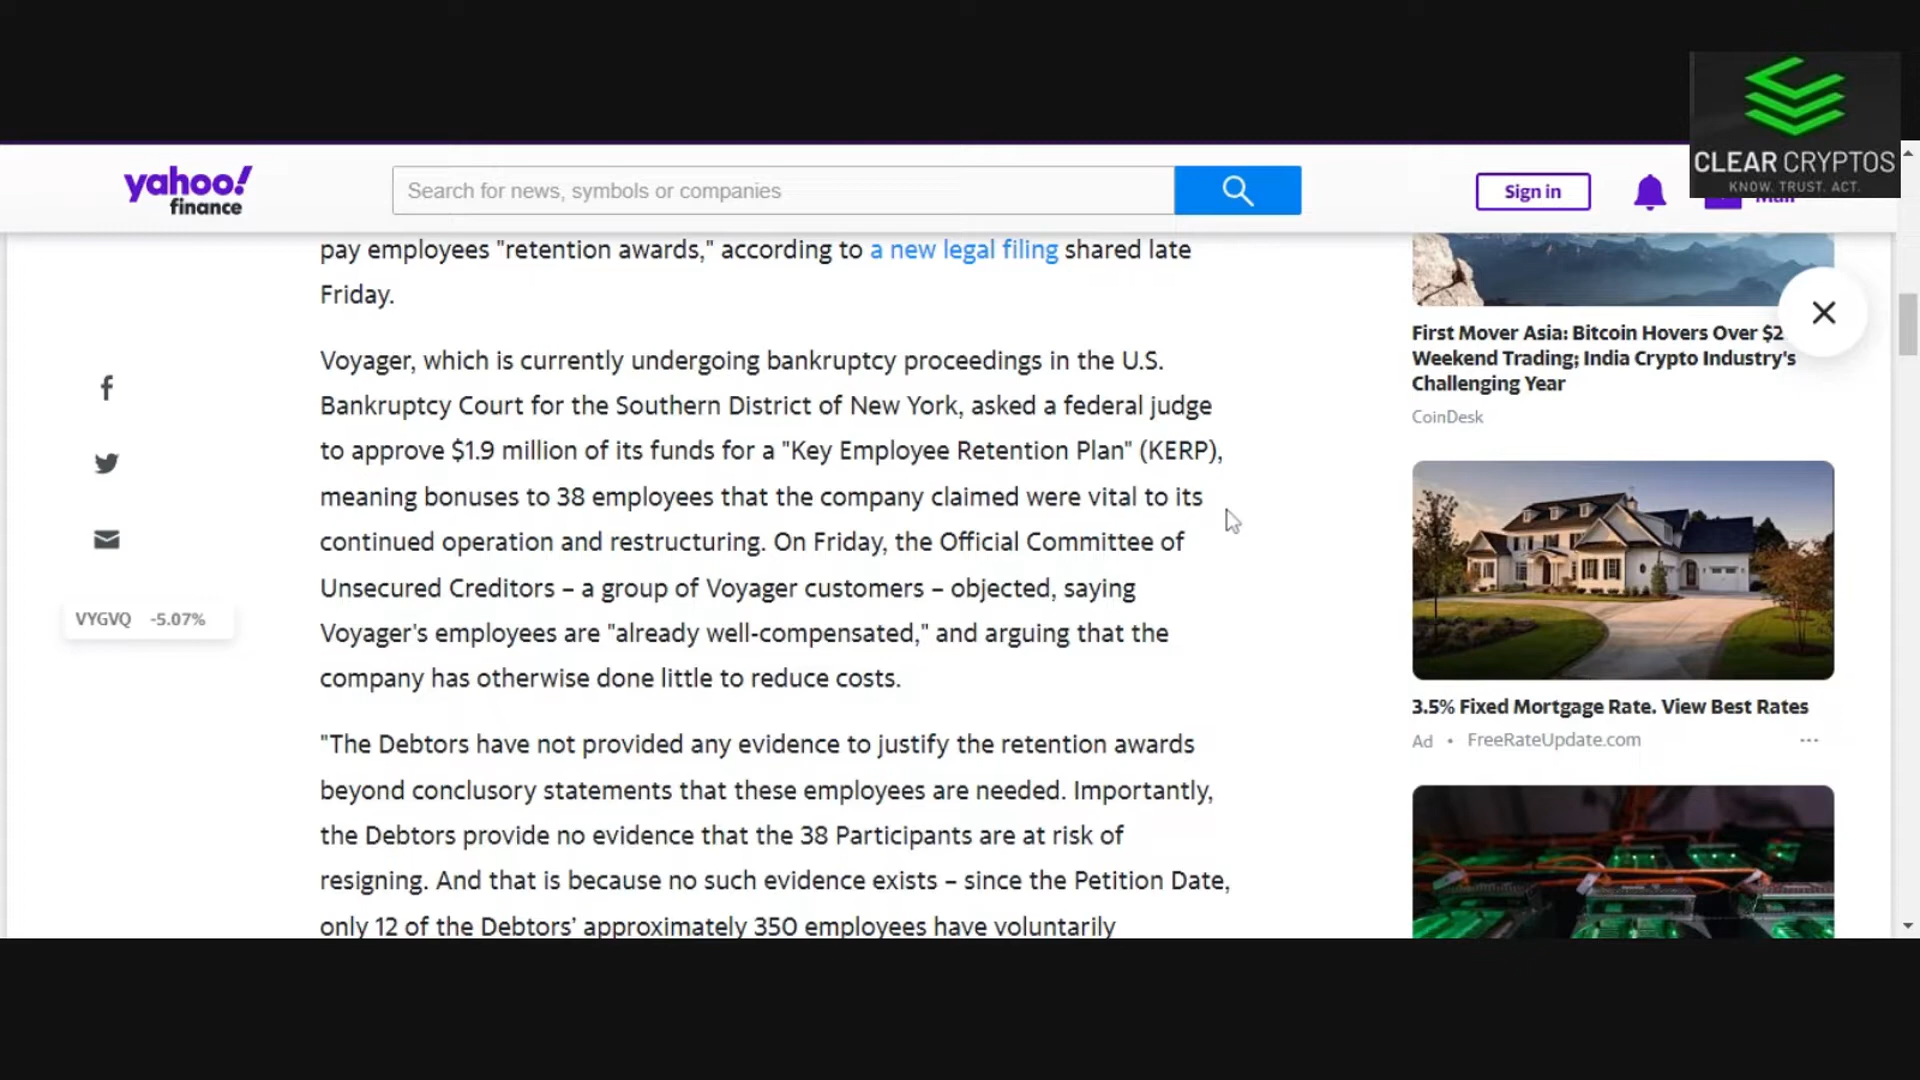 CLEAR CRYPTOS
KNOW. TRUST. ACT.
yahoo!
finance
Search for news, symbols or companies
Sign in
pay employees "retention awards," according to a new legal filing shared late
Friday.
Voyager, which is currently undergoing bankruptcy proceedings in the U.S.
Bankruptcy Court for the Southern District of New York, asked a federal judge
to approve $1.9 million of its funds for a "Key Employee Retention Plan" (KERP),
meaning bonuses to 38 employees that the company claimed were vital to its
continued operation and restructuring. On Friday, the Official Committee of
Unsecured Creditors – a group of Voyager customers – objected, saying
Voyager's employees are "already well-compensated," and arguing that the
company has otherwise done little to reduce costs.
"The Debtors have not provided any evidence to justify the retention awards
beyond conclusory statements that these employees are needed. Importantly,
the Debtors provide no evidence that the 38 Participants are at risk of
resigning. And that is because no such evidence exists – since the Petition Date,
only 12 of the Debtors’ approximately 350 employees have voluntarily
VYGVQ -5.07%
First Mover Asia: Bitcoin Hovers Over $2
Weekend Trading; India Crypto Industry's
Challenging Year
CoinDesk
3.5% Fixed Mortgage Rate. View Best Rates
Ad • FreeRateUpdate.com